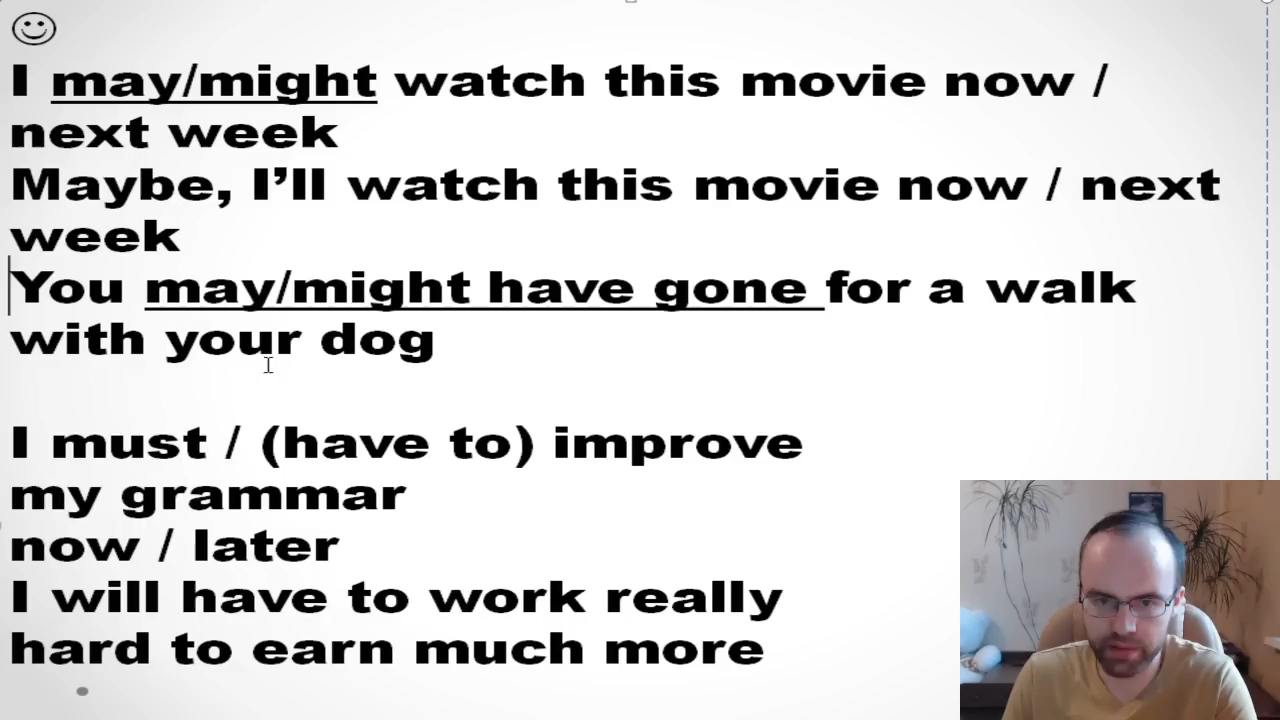 I may/might watch this movie now /
next week
Maybe, I’ll watch this movie now / next
week
You may/might have gone for a walk
with your dog
I must / (have to) improve
my grammar
now / later
I will have to work really
hard to earn much more